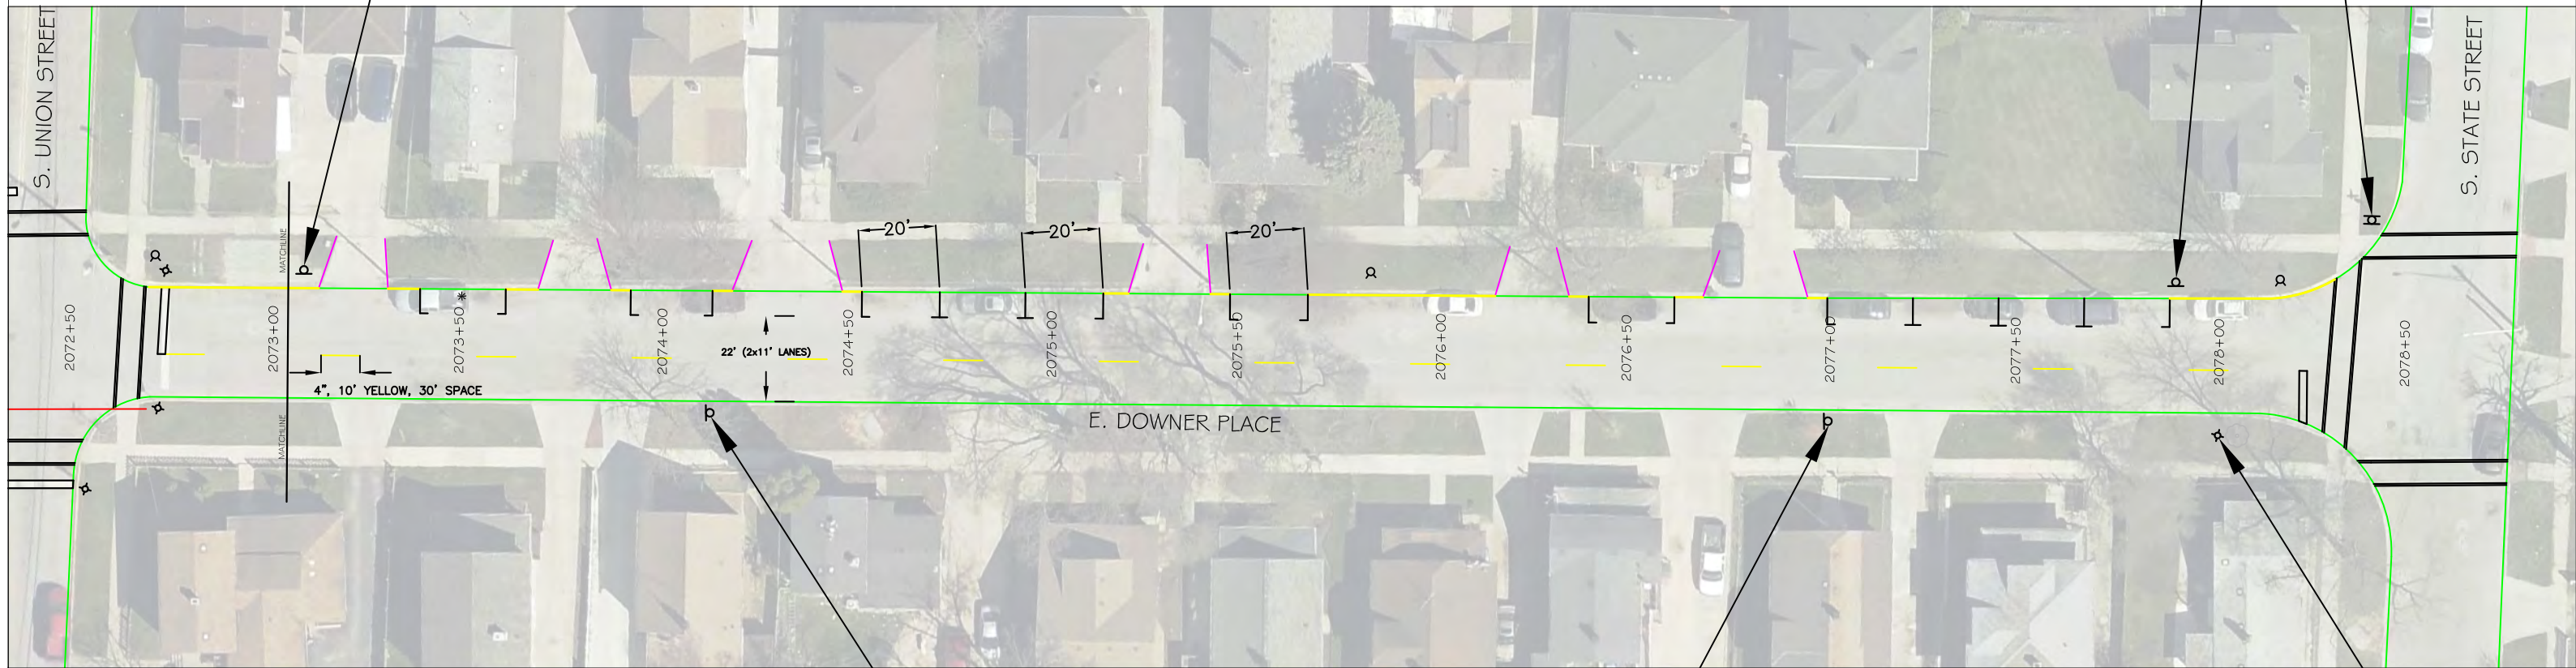 S. UNION STREET
S. STATE STREET
MATCHLINE
20'
20'
20'
2072+50
2073+00
2073+50
2074+00
2074+50
2075+00
2075+50
2076+00
2076+50
2077+00
2077+50
2078+00
2078+50
22' (2x11' LANES)
4", 10' YELLOW, 30' SPACE
MATCHLINE
E. DOWNER PLACE